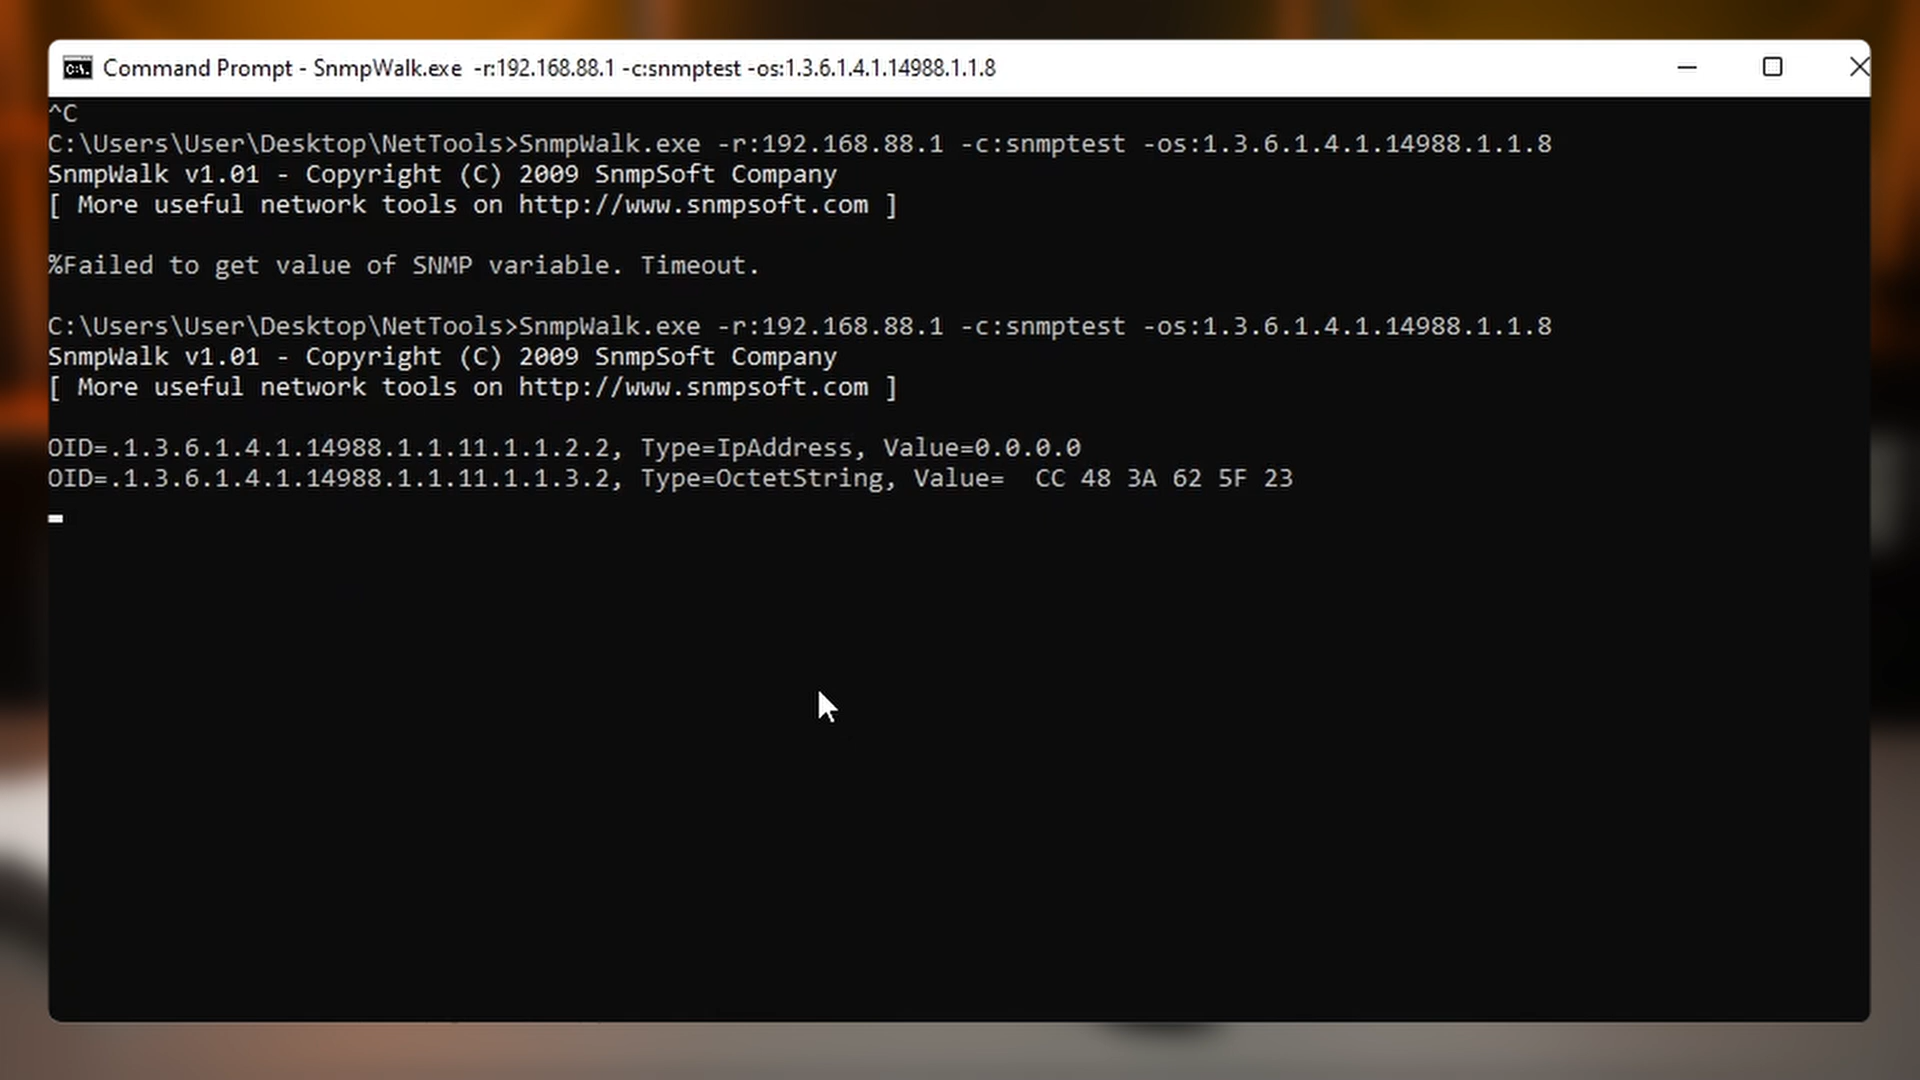 Command Prompt - SnmpWalk.exe  -r:192.168.88.1 -c:snmptest -os:1.3.6.1.4.1.14988.1.1.8
^C
C:\Users\User\Desktop\NetTools>SnmpWalk.exe -r:192.168.88.1 -c:snmptest -os:1.3.6.1.4.1.14988.1.1.8
SnmpWalk v1.01 - Copyright (C) 2009 SnmpSoft Company
[ More useful network tools on http://www.snmpsoft.com ]
%Failed to get value of SNMP variable. Timeout.
C:\Users\User\Desktop\NetTools>SnmpWalk.exe -r:192.168.88.1 -c:snmptest -os:1.3.6.1.4.1.14988.1.1.8
SnmpWalk v1.01 - Copyright (C) 2009 SnmpSoft Company
[ More useful network tools on http://www.snmpsoft.com ]
OID=.1.3.6.1.4.1.14988.1.1.11.1.1.2.2, Type=IpAddress, Value=0.0.0.0
OID=.1.3.6.1.4.1.14988.1.1.11.1.1.3.2, Type=OctetString, Value=  CC 48 3A 62 5F 23